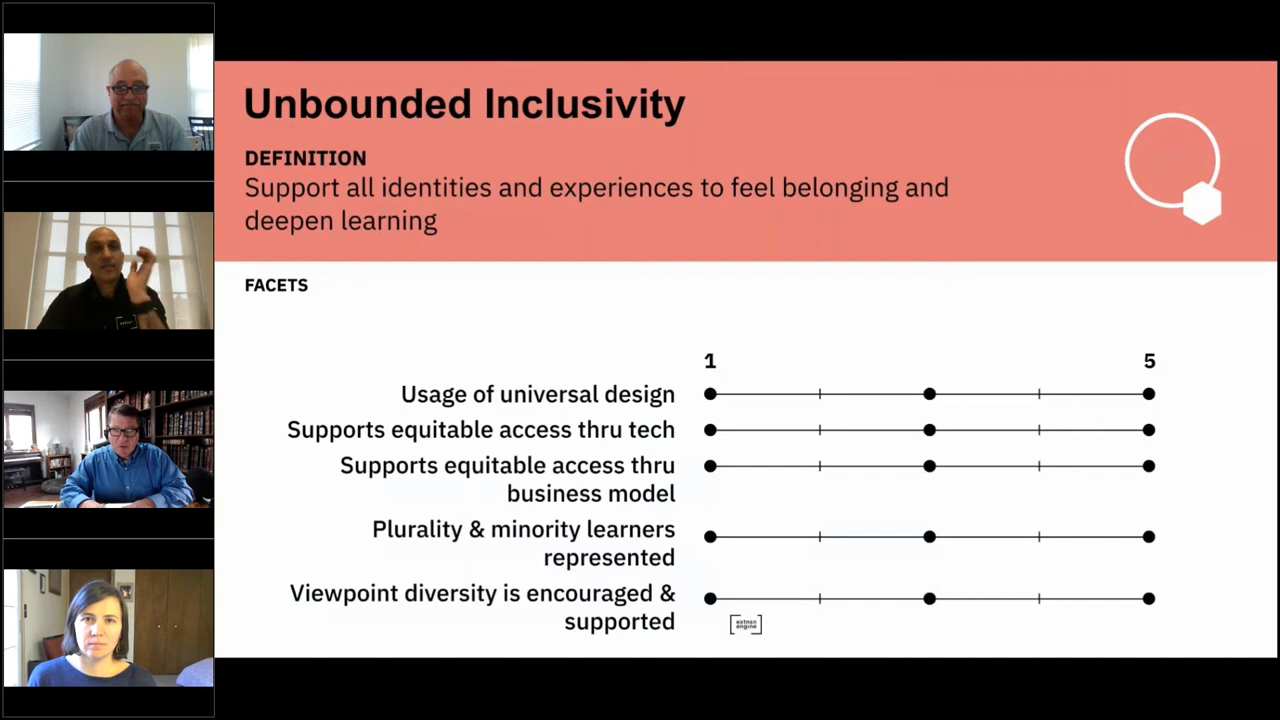 Unbounded Inclusivity
DEFINITION
Support all identities and experiences to feel belonging and
deepen learning
FACETS
1 5
Usage of universal design
Supports equitable access thru tech
Supports equitable access thru
business model
Plurality & minority learners
represented
Viewpoint diversity is encouraged &
supported
extnsn
engine